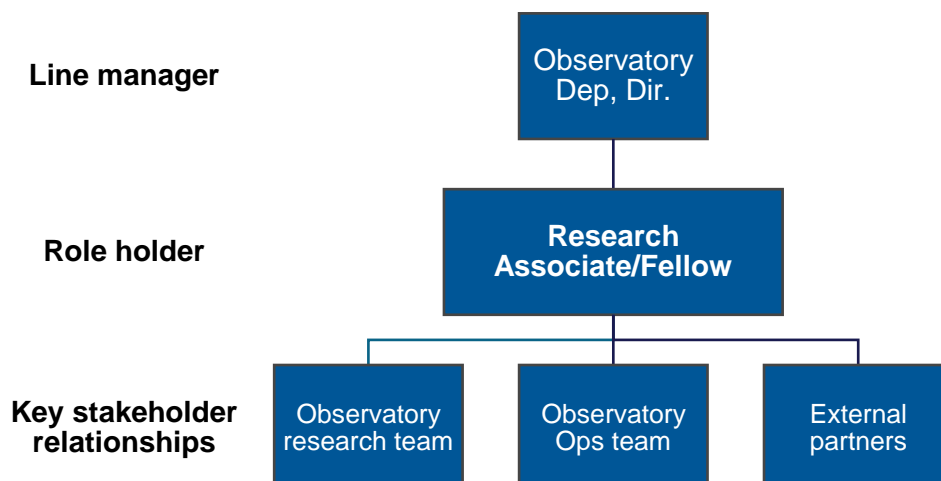 Line manager
Observatory
Dep, Dir.
Role holder
Research
Associate/Fellow
Key stakeholder
relationships
Observatory
research team
Observatory
Ops team
External
partners